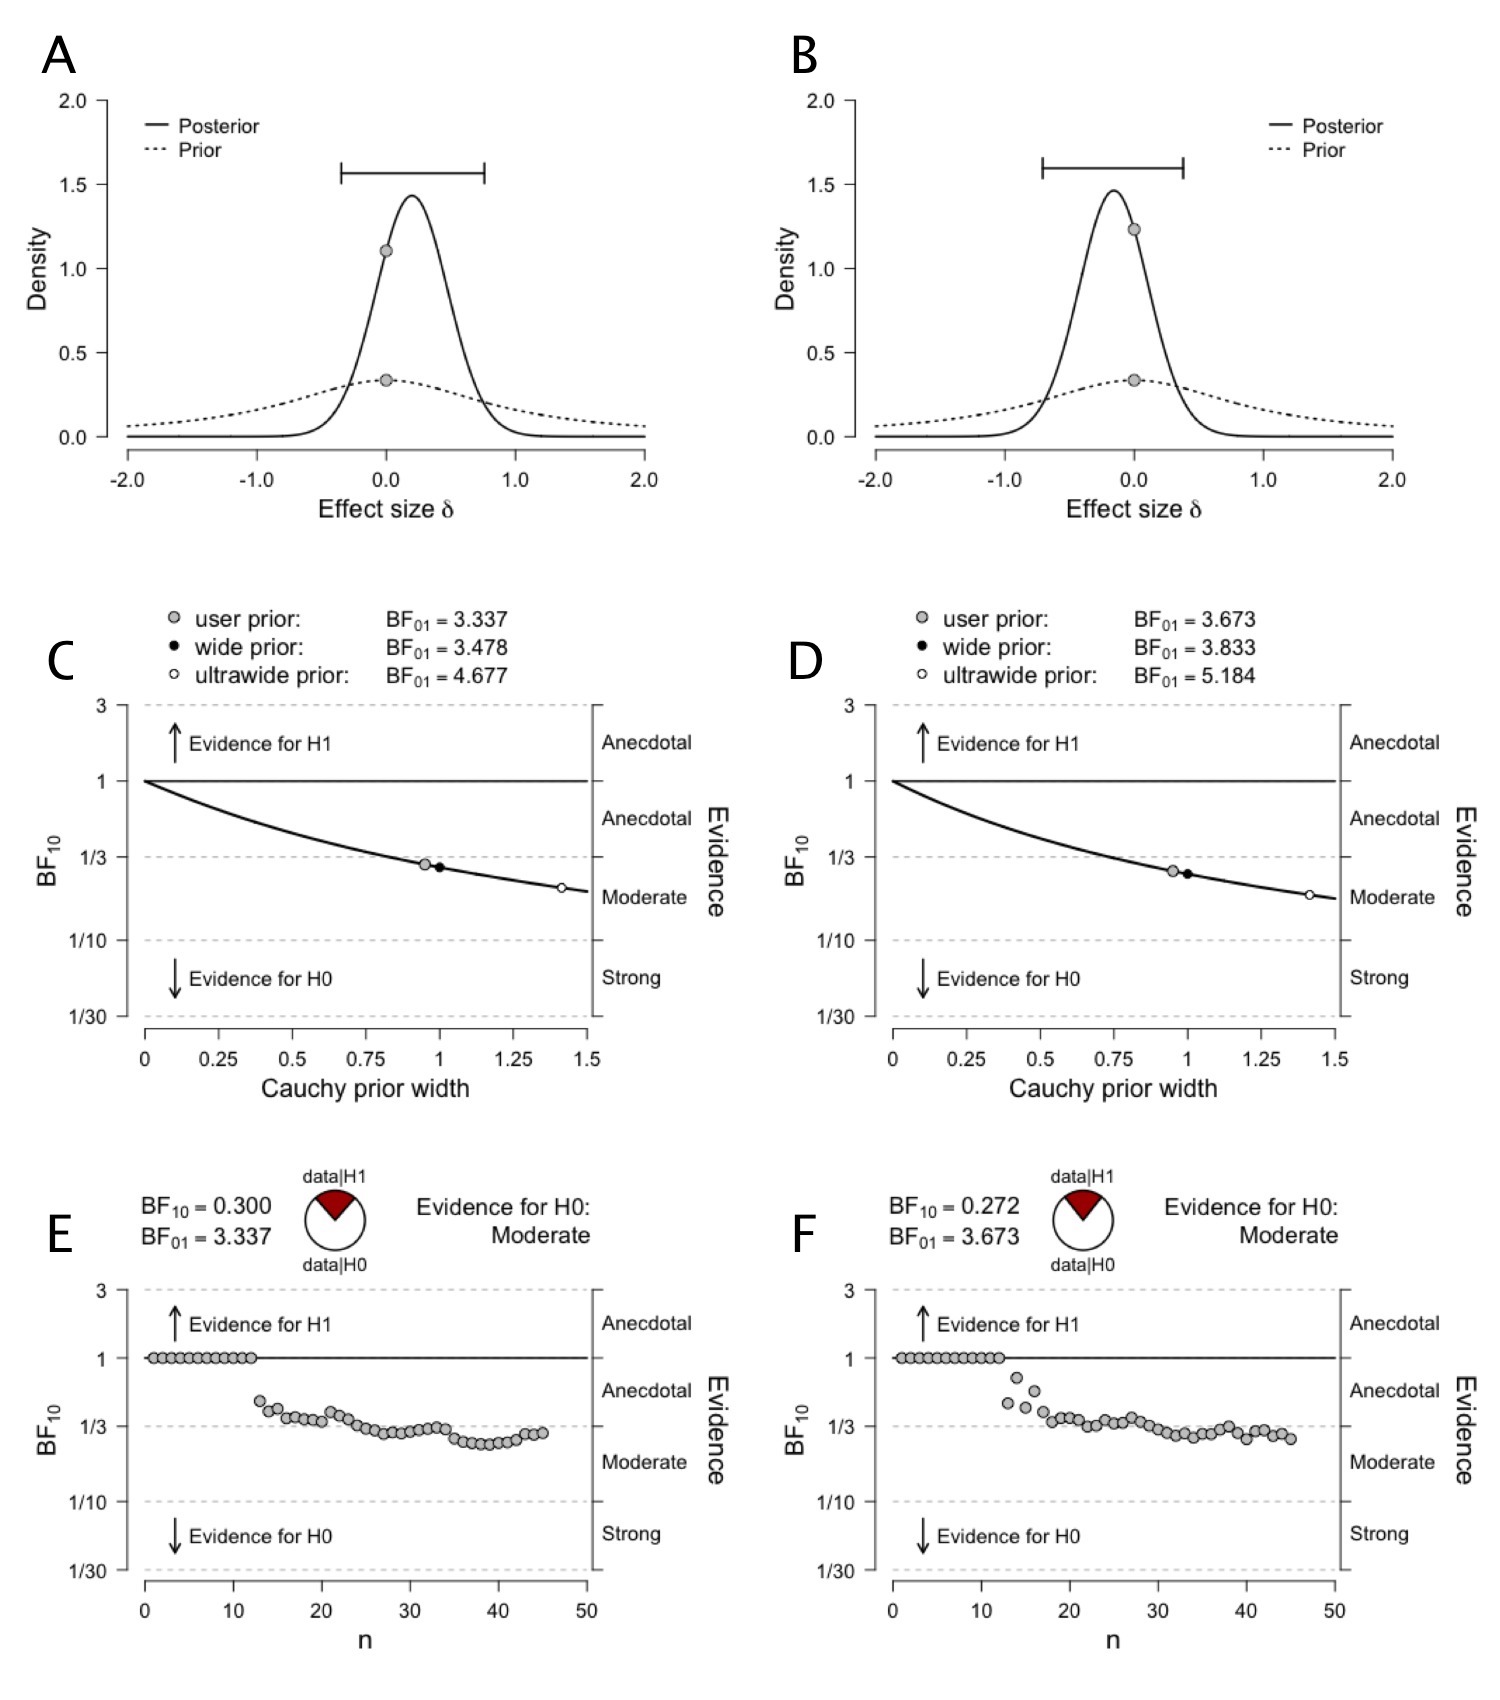 A
2.0
1.5
1.0
0.5
0.0
Density
Posterior
Prior
-2.0 -1.0 0.0 1.0 2.0
Effect size δ
B
2.0
1.5
1.0
0.5
0.0
Density
Posterior
Prior
-2.0 -1.0 0.0 1.0 2.0
Effect size δ
C
user prior: BF01 = 3.337
wide prior: BF01 = 3.478
ultrawide prior: BF01 = 4.677
3
1
1/3
1/10
1/30
BF10
Evidence for H1
Evidence for H0
Anecdotal
Anecdotal
Moderate
Strong
Evidence
0 0.25 0.5 0.75 1 1.25 1.5
Cauchy prior width
D
user prior: BF01 = 3.673
wide prior: BF01 = 3.833
ultrawide prior: BF01 = 5.184
3
1
1/3
1/10
1/30
BF10
Evidence for H1
Evidence for H0
Anecdotal
Anecdotal
Moderate
Strong
Evidence
0 0.25 0.5 0.75 1 1.25 1.5
Cauchy prior width
E
BF10 = 0.300
BF01 = 3.337
data|H1
data|H0
Evidence for H0:
Moderate
3
1
1/3
1/10
1/30
BF10
Evidence for H1
Evidence for H0
Anecdotal
Anecdotal
Moderate
Strong
Evidence
0 10 20 30 40 50
n
F
BF10 = 0.272
BF01 = 3.673
data|H1
data|H0
Evidence for H0:
Moderate
3
1
1/3
1/10
1/30
BF10
Evidence for H1
Evidence for H0
Anecdotal
Anecdotal
Moderate
Strong
Evidence
0 10 20 30 40 50
n